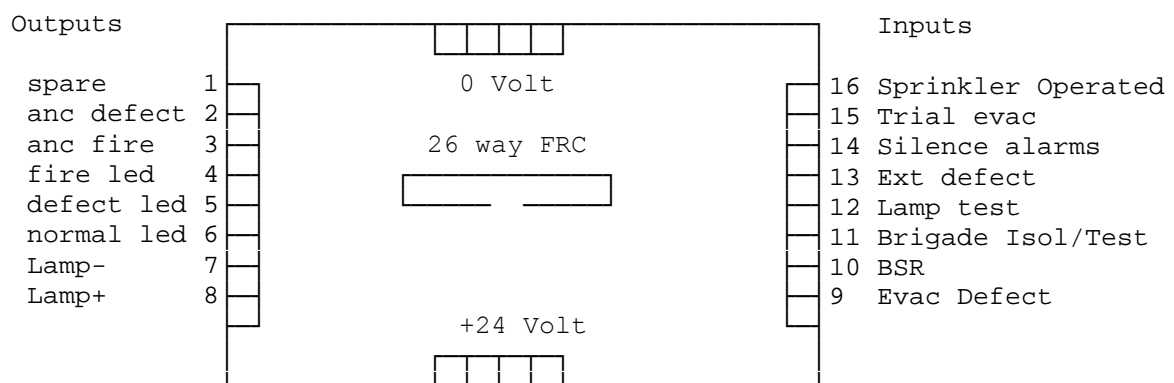 Outputs Inputs
0 Volt
spare 1 16 Sprinkler Operated
anc defect 2 15 Trial evac
anc fire 3 26 way FRC 14 Silence alarms
fire led 4 13 Ext defect
defect led 5 12 Lamp test
normal led 6 11 Brigade Isol/Test
Lamp- 7 10 BSR
Lamp+ 8 9 Evac Defect
+24 Volt